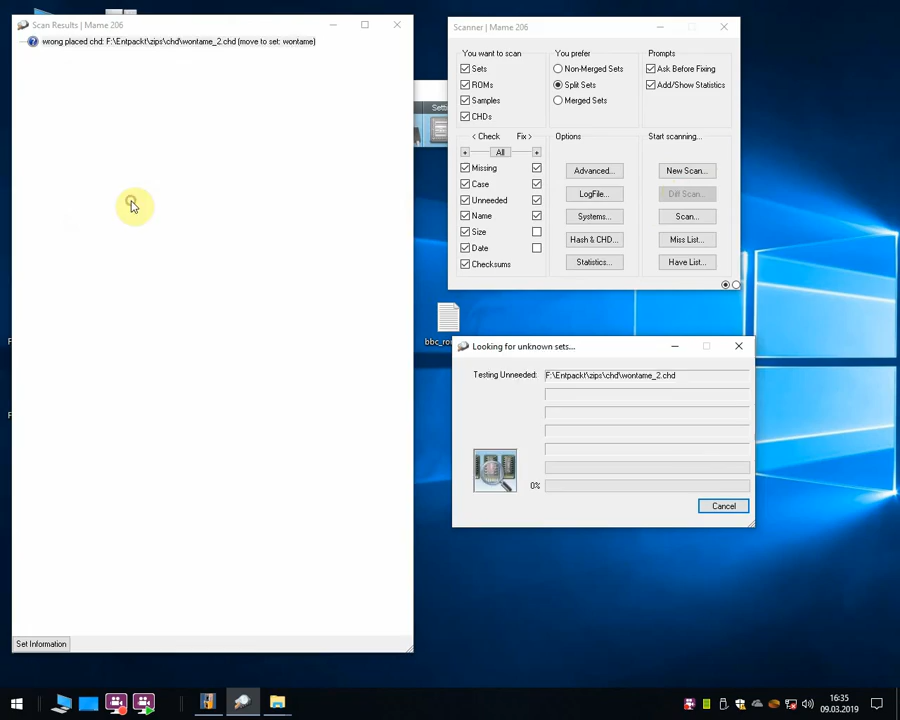 Scan Results | Mame 206
wrong placed chd: F:\Entpackt\zips\chd\wontame_2.chd (move to set: wontame)
Set Information
Scanner | Mame 206
You want to scan
Sets
ROMs
Samples
CHDs
You prefer
Non-Merged Sets
Split Sets
Merged Sets
Prompts
Ask Before Fixing
Add/Show Statistics
< Check Fix >
+ All +
Missing
Case
Unneeded
Name
Size
Date
Checksums
Options
Advanced...
LogFile...
Systems...
Hash & CHD...
Statistics...
Start scanning...
New Scan...
Diff Scan...
Scan...
Miss List...
Have List...
Looking for unknown sets...
Testing Unneeded: F:\Entpackt\zips\chd\wontame_2.chd
0%
Cancel
16:35
09.03.2019